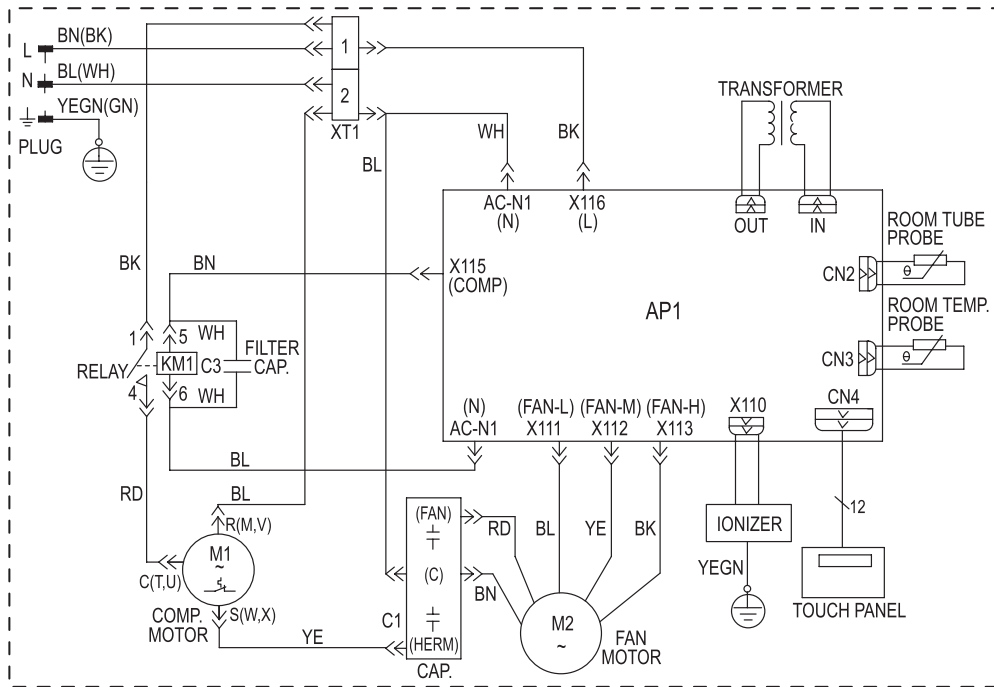 BN(BK)
L
BL(WH)
N
YEGN(GN)
PLUG
1
2
XT1
BL
WH
BK
TRANSFORMER
AC-N1
(N)
X116
(L)
OUT
IN
ROOM TUBE
PROBE
CN2
θ
ROOM TEMP.
PROBE
CN3
θ
BK
BN
X115
(COMP)
AP1
1
5
WH
RELAY
KM1
C3
FILTER
CAP.
4
6
WH
(N)
AC-N1
(FAN-L)
X111
(FAN-M)
X112
(FAN-H)
X113
X110
CN4
BL
RD
BL
R(M,V)
M1
~
C(T,U)
S(W,X)
COMP.
MOTOR
YE
C1
(FAN)
(C)
(HERM)
CAP.
RD
BN
BL
YE
BK
M2
~
FAN
MOTOR
IONIZER
YEGN
12
TOUCH PANEL